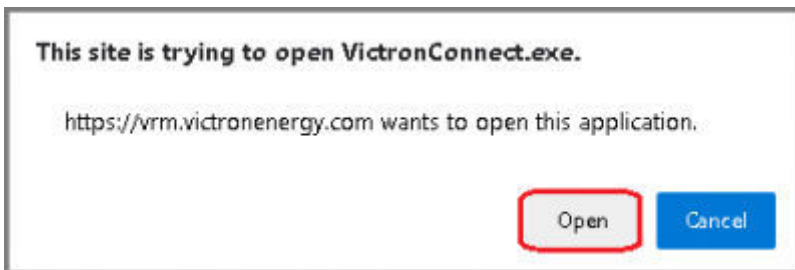 This site is trying to open VictronConnect.exe.
https://vrm.victronenergy.com wants to open this application.
Open Cancel